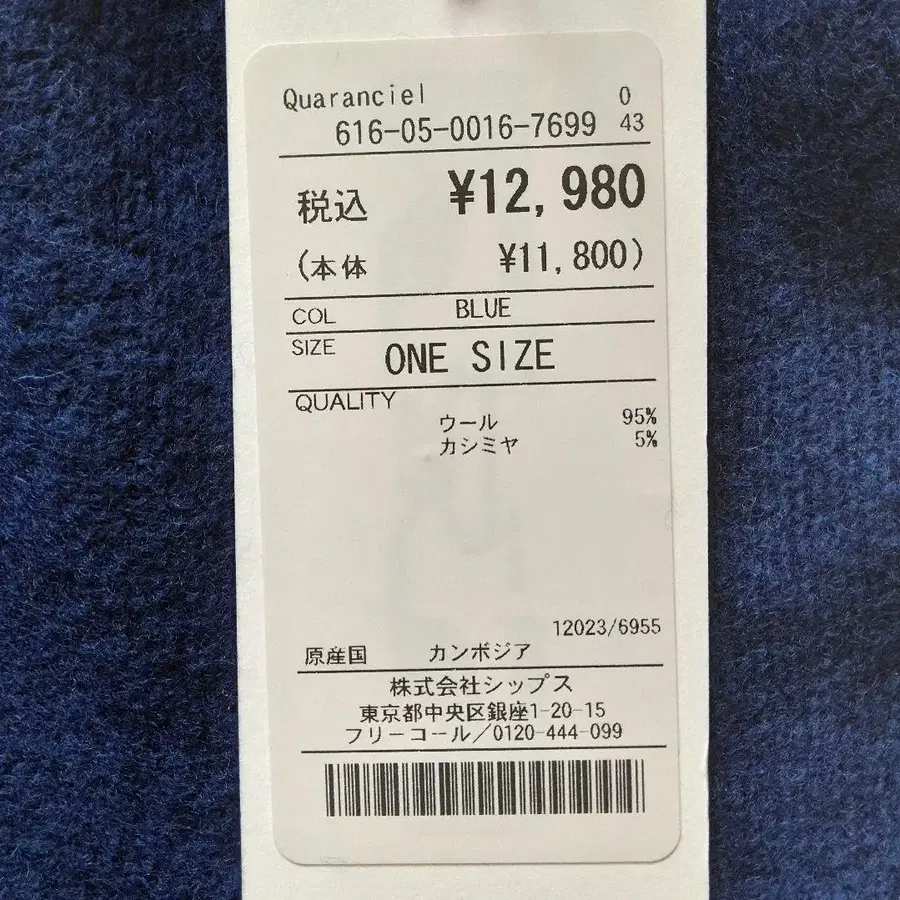 Quaranciel 0
616-05-0016-7699 43
税込 ¥12,980
(本体 ¥11,800)
COL BLUE
SIZE ONE SIZE
QUALITY
ウール 95%
カシミヤ 5%
12023/6955
原産国 カンボジア
株式会社シップス
東京都中央区銀座1-20-15
フリーコール／0120-444-099